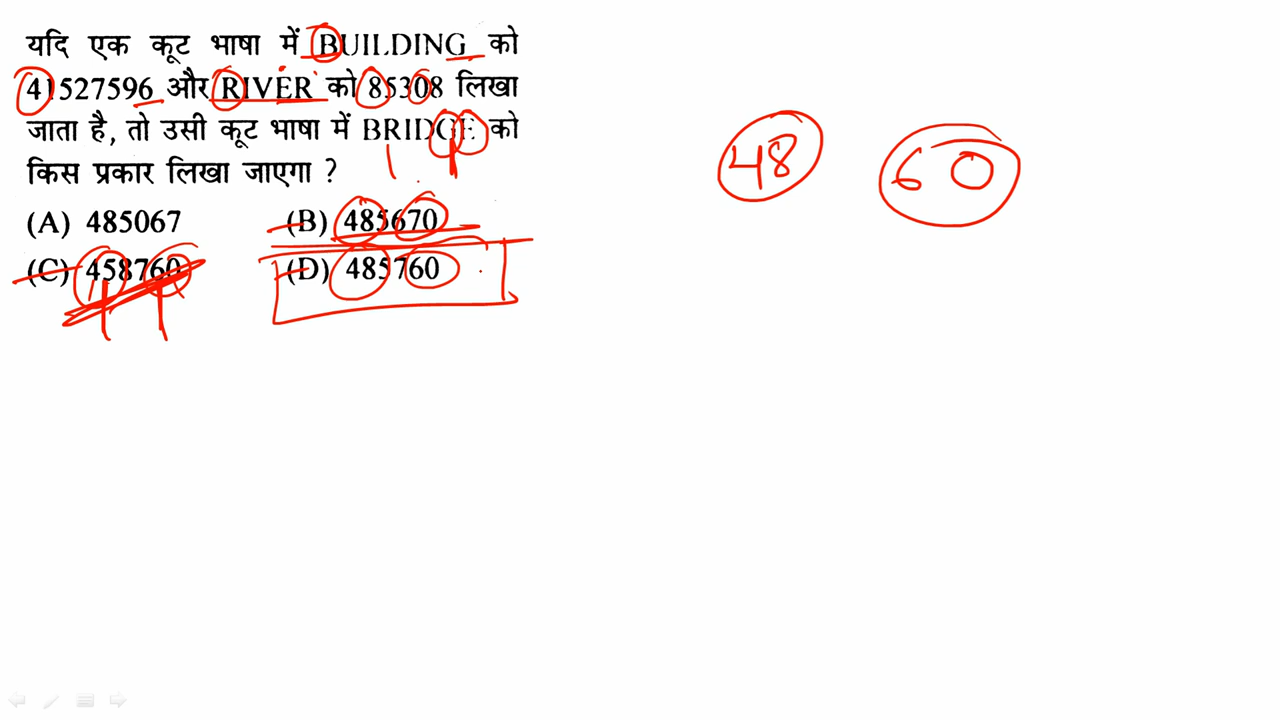 यदि एक कूट भाषा में BUILDING को
41527596 और RIVER को 85308 लिखा
जाता है, तो उसी कूट भाषा में BRIDGE को
किस प्रकार लिखा जाएगा ?
(A) 485067 (B) 485670
(C) 458760 (D) 485760
48 60